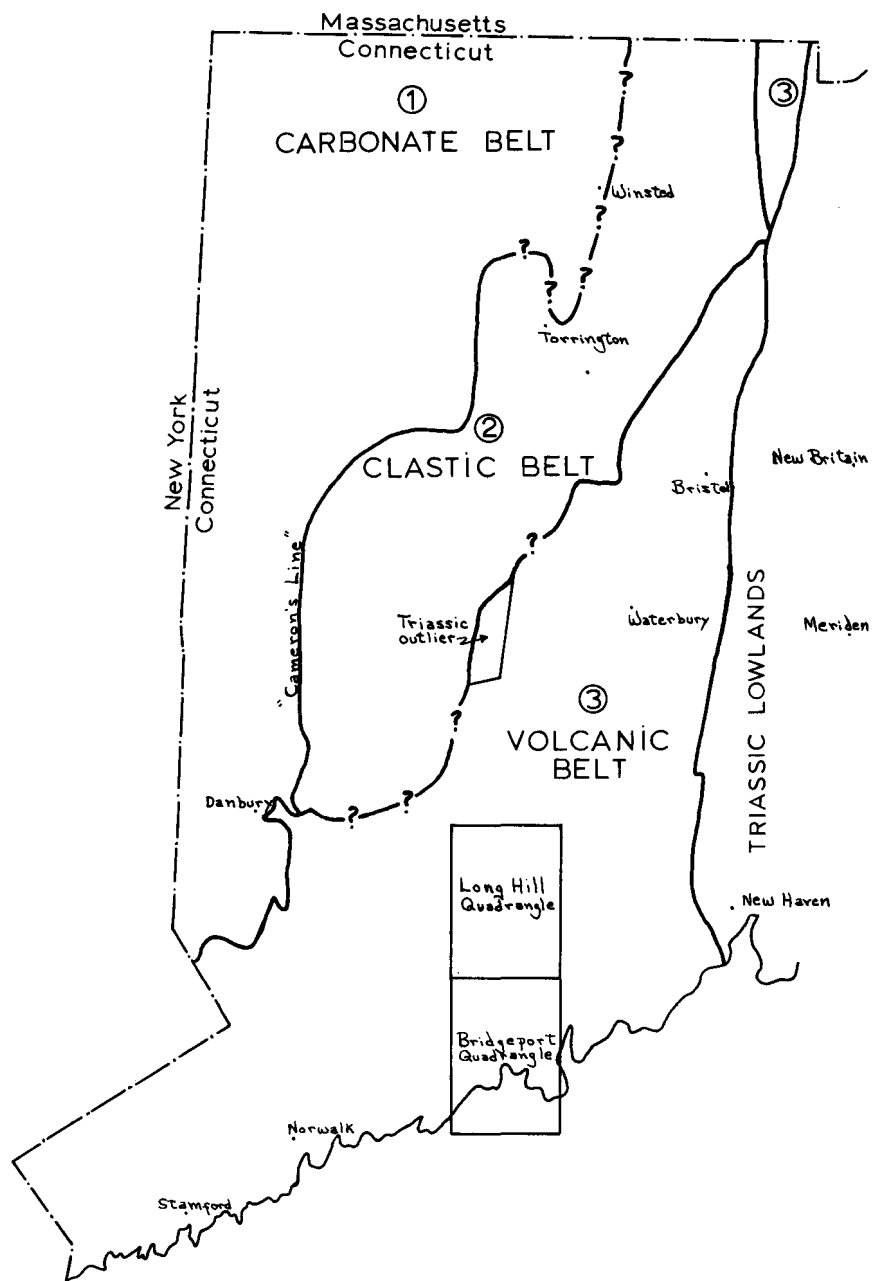 Massachusetts
Connecticut
①
③
CARBONATE BELT
?
?
Winsted
?
?
?
?
Torrington
New York
Connecticut
②
CLASTIC BELT
New Britain
Bristol
?
"Cameron's Line"
Triassic
outlier
Waterbury
Meriden
TRIASSIC LOWLANDS
③
?
VOLCANIC
BELT
Danbury
?
?
Long Hill
Quadrangle
New Haven
Bridgeport
Quadrangle
Norwalk
Stamford